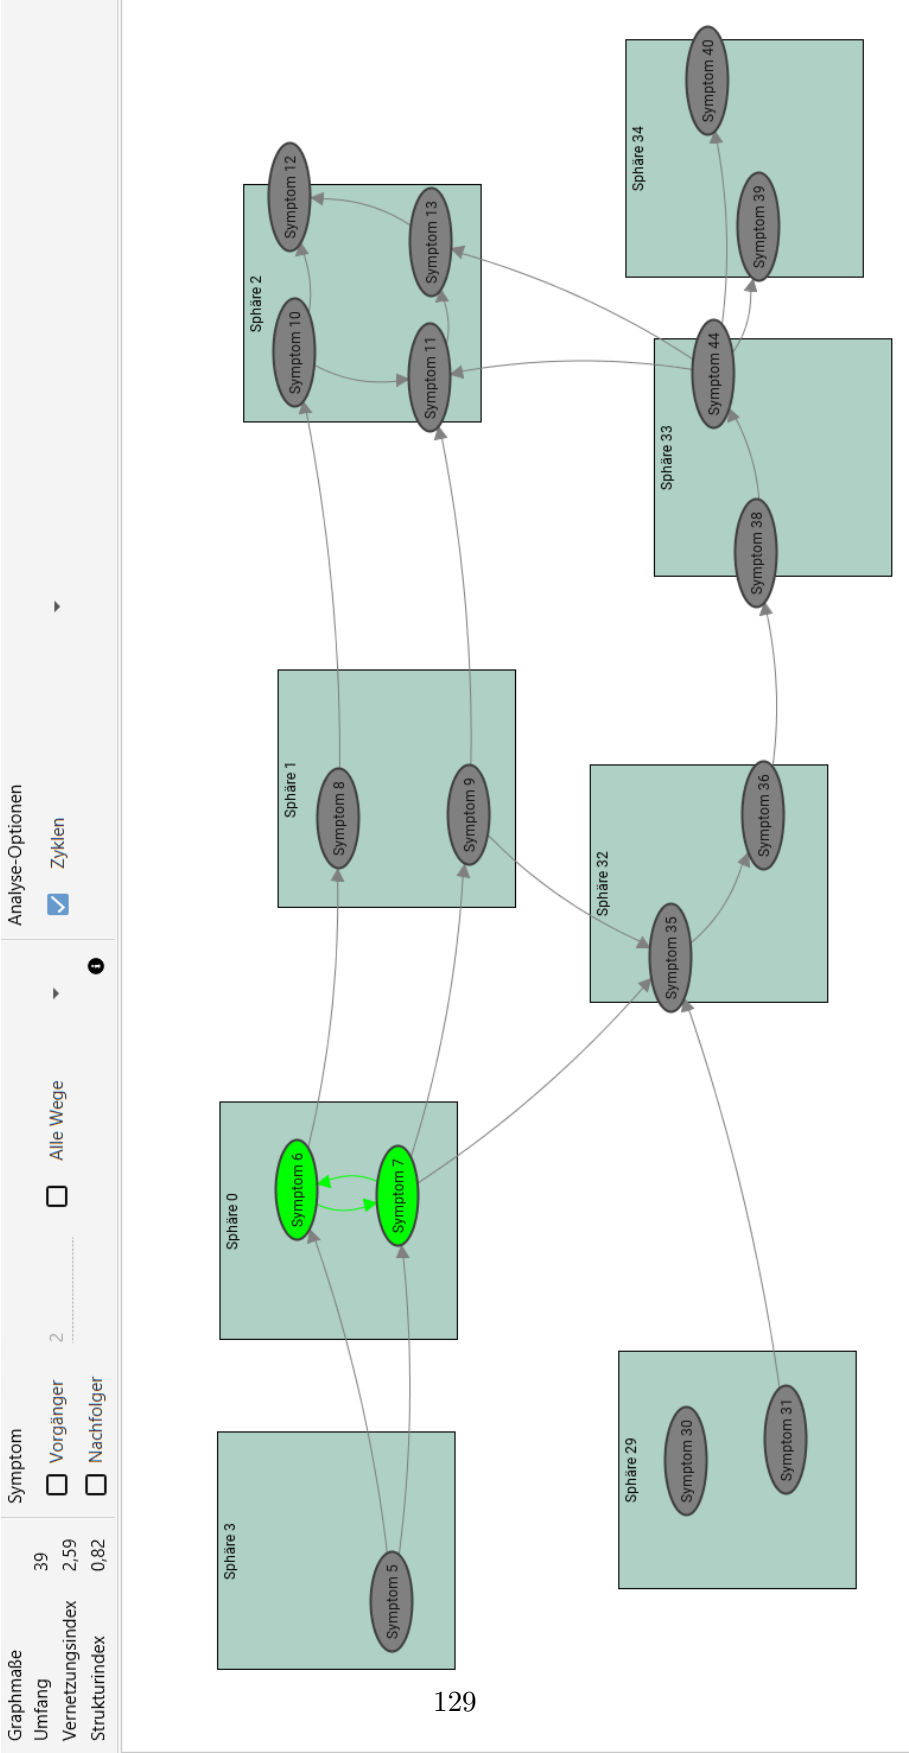 Graphmaße
Umfang 39
Vernetzungsindex 2,59
Strukturindex 0,82
Symptom
Vorgänger 2
Nachfolger
Alle Wege
Analyse-Optionen
Zyklen
Sphäre 3
Symptom 5
Sphäre 0
Symptom 6
Symptom 7
Sphäre 1
Symptom 8
Symptom 9
Sphäre 2
Symptom 10
Symptom 12
Symptom 11
Symptom 13
Sphäre 29
Symptom 30
Symptom 31
Sphäre 32
Symptom 35
Symptom 36
Sphäre 33
Symptom 44
Symptom 38
Sphäre 34
Symptom 40
Symptom 39
129